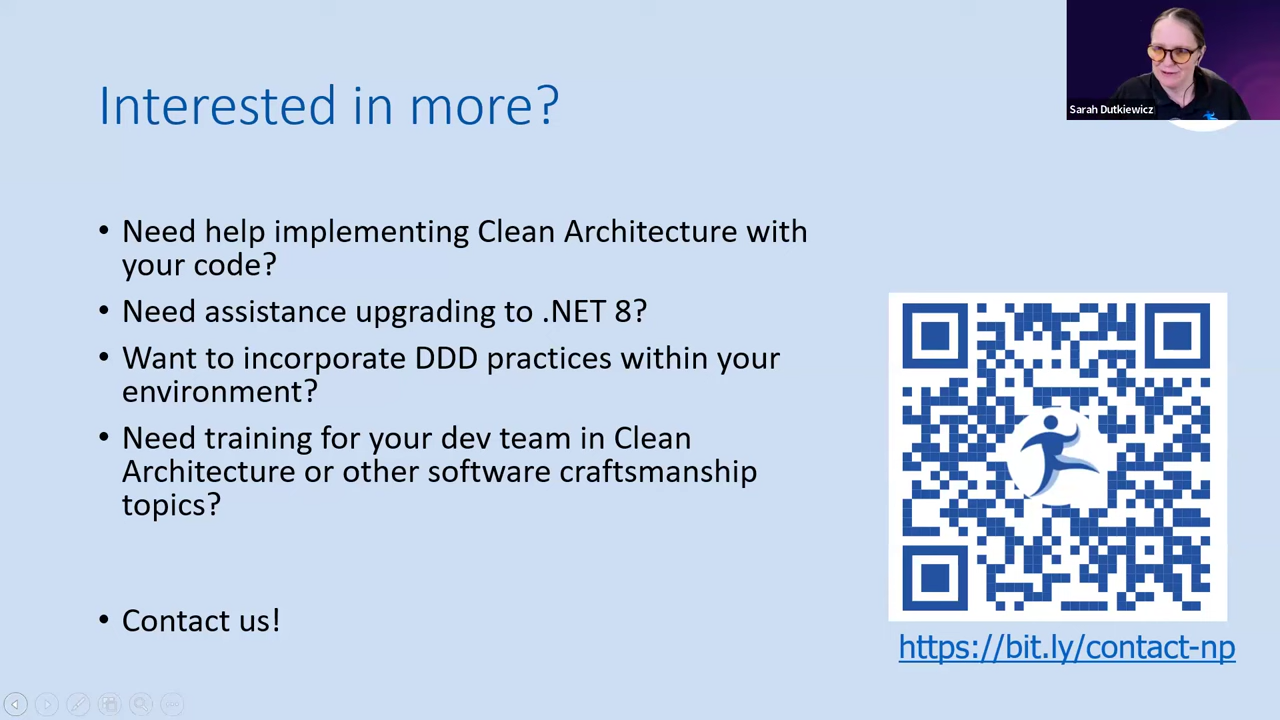 Sarah Dutkiewicz
Interested in more?
• Need help implementing Clean Architecture with
your code?
• Need assistance upgrading to .NET 8?
• Want to incorporate DDD practices within your
environment?
• Need training for your dev team in Clean
Architecture or other software craftsmanship
topics?
• Contact us!
https://bit.ly/contact-np